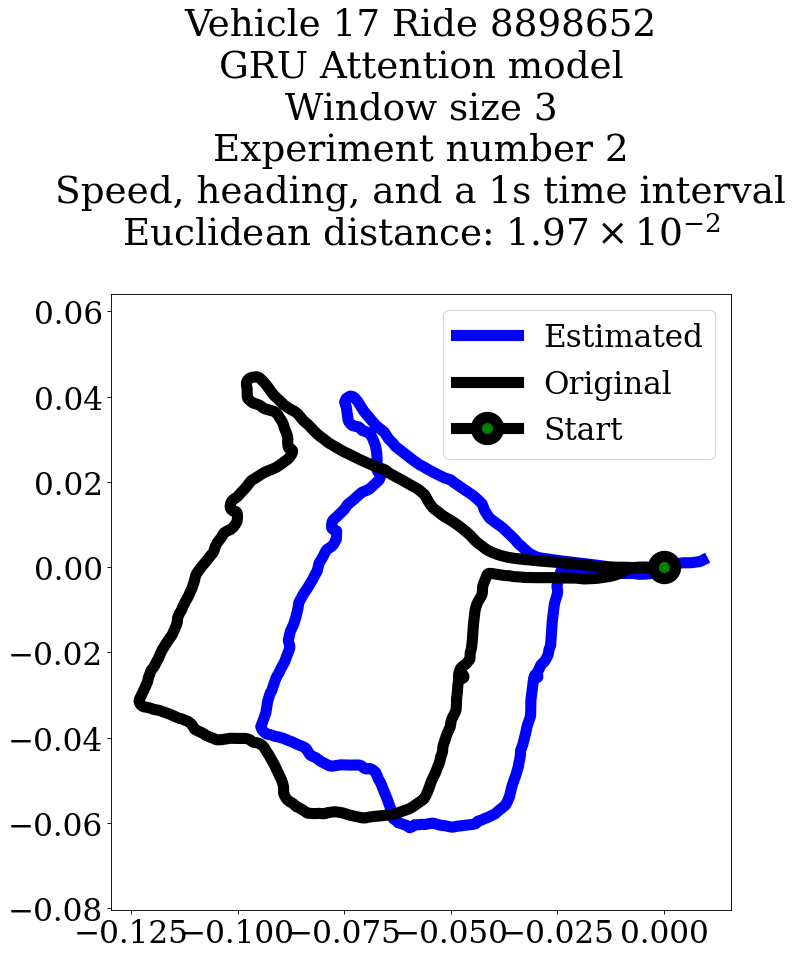 Vehicle 17 Ride 8898652
GRU Attention model
Window size 3
Experiment number 2
Speed, heading, and a 1s time interval
Euclidean distance: 1.97 × 10⁻²
Estimated
Original
Start
0.06
0.04
0.02
0.00
−0.02
−0.04
−0.06
−0.08
−0.125 −0.100 −0.075 −0.050 −0.025 0.000